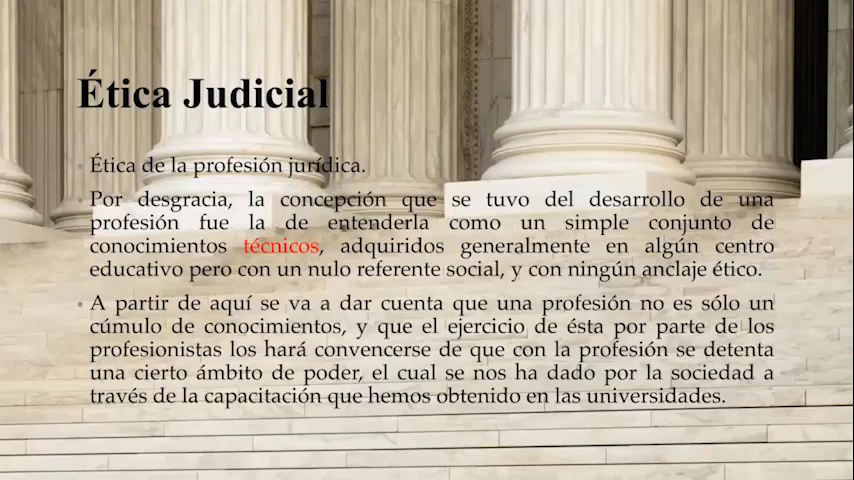 Ética Judicial
Ética de la profesión jurídica.
Por desgracia, la concepción que se tuvo del desarrollo de una
profesión fue la de entenderla como un simple conjunto de
conocimientos técnicos, adquiridos generalmente en algún centro
educativo pero con un nulo referente social, y con ningún anclaje ético.
A partir de aquí se va a dar cuenta que una profesión no es sólo un
cúmulo de conocimientos, y que el ejercicio de ésta por parte de los
profesionistas los hará convencerse de que con la profesión se detenta
una cierto ámbito de poder, el cual se nos ha dado por la sociedad a
través de la capacitación que hemos obtenido en las universidades.